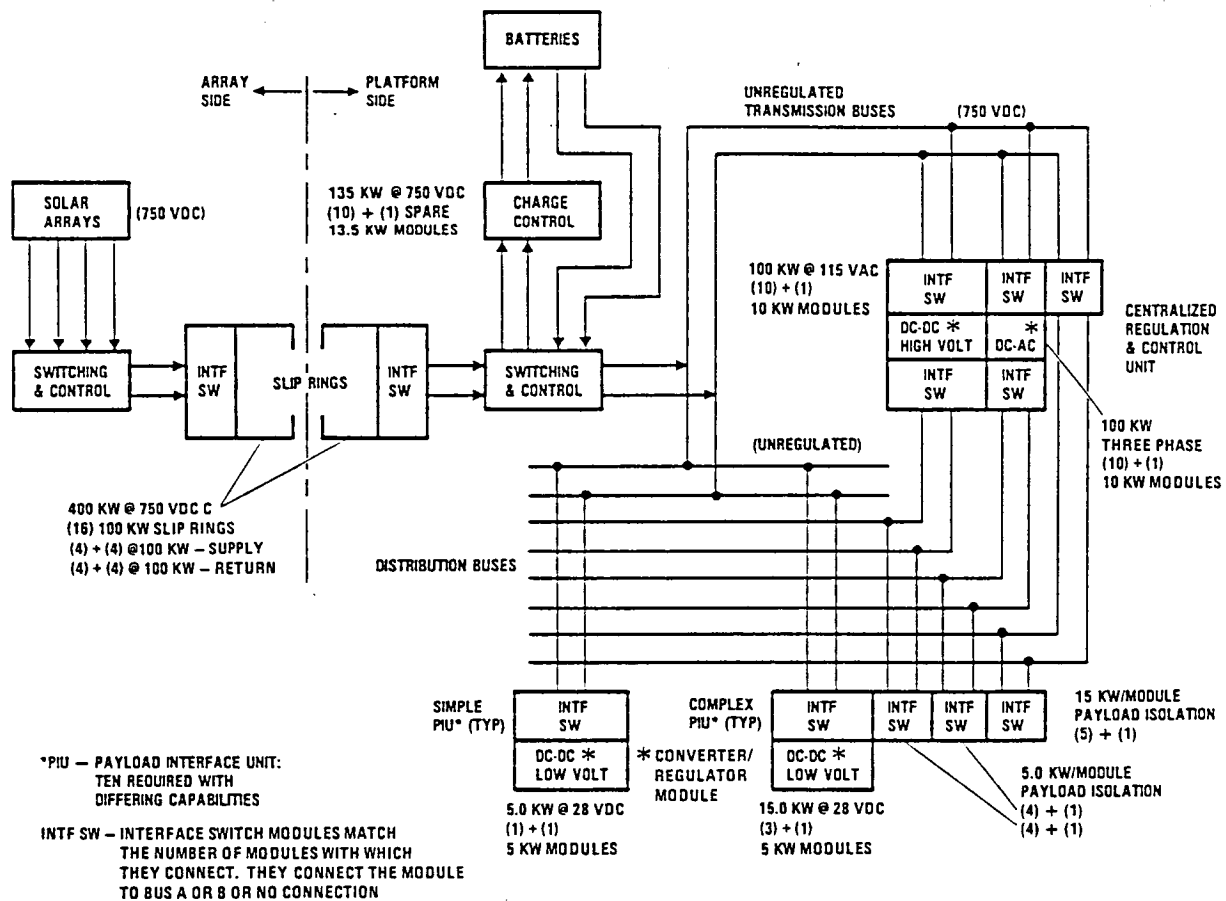 BATTERIES
ARRAY
SIDE
PLATFORM
SIDE
UNREGULATED
TRANSMISSION BUSES
(750 VDC)
SOLAR
ARRAYS
(750 VDC)
135 KW @ 750 VDC
(10) + (1) SPARE
13.5 KW MODULES
CHARGE
CONTROL
100 KW @ 115 VAC
(10) + (1)
10 KW MODULES
INTF
SW
INTF
SW
INTF
SW
DC-DC *
HIGH VOLT
*
DC-AC
INTF
SW
INTF
SW
CENTRALIZED
REGULATION
& CONTROL
UNIT
SWITCHING
& CONTROL
INTF
SW
SLIP RINGS
INTF
SW
SWITCHING
& CONTROL
100 KW
THREE PHASE
(10) + (1)
10 KW MODULES
(UNREGULATED)
400 KW @ 750 VDC C
(16) 100 KW SLIP RINGS
(4) + (4) @100 KW – SUPPLY
(4) + (4) @ 100 KW – RETURN
DISTRIBUTION BUSES
SIMPLE
PIU* (TYP)
INTF
SW
DC-DC *
LOW VOLT
* CONVERTER/
REGULATOR
MODULE
5.0 KW @ 28 VDC
(1) + (1)
5 KW MODULES
COMPLEX
PIU* (TYP)
INTF
SW
INTF
SW
INTF
SW
INTF
SW
DC-DC *
LOW VOLT
15.0 KW @ 28 VDC
(3) + (1)
5 KW MODULES
15 KW/MODULE
PAYLOAD ISOLATION
(5) + (1)
5.0 KW/MODULE
PAYLOAD ISOLATION
(4) + (1)
(4) + (1)
*PIU – PAYLOAD INTERFACE UNIT:
TEN REQUIRED WITH
DIFFERING CAPABILITIES
INTF SW – INTERFACE SWITCH MODULES MATCH
THE NUMBER OF MODULES WITH WHICH
THEY CONNECT. THEY CONNECT THE MODULE
TO BUS A OR B OR NO CONNECTION